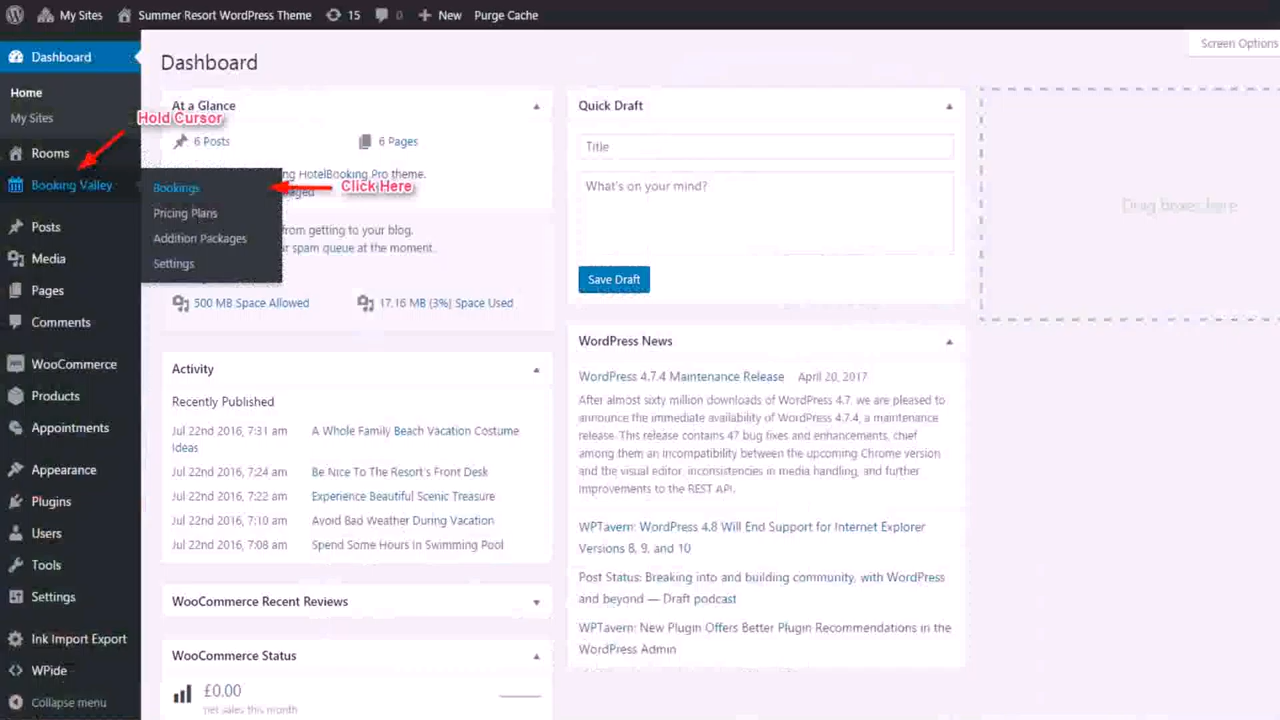 My Sites
Summer Resort WordPress Theme
15
0
New
Purge Cache
Screen Options
Dashboard
Home
My Sites
Rooms
Booking Valley
Posts
Media
Pages
Comments
WooCommerce
Products
Appointments
Appearance
Plugins
Users
Tools
Settings
Ink Import Export
WPide
Collapse menu
Hold Cursor
Bookings
Pricing Plans
Addition Packages
Settings
Click Here
Dashboard
At a Glance
6 Posts
6 Pages
HotelBooking Pro theme.
from getting to your blog.
spam queue at the moment.
500 MB Space Allowed
17.16 MB (3%) Space Used
Activity
Recently Published
Jul 22nd 2016, 7:31 am A Whole Family Beach Vacation Costume
Ideas
Jul 22nd 2016, 7:24 am Be Nice To The Resort's Front Desk
Jul 22nd 2016, 7:22 am Experience Beautiful Scenic Treasure
Jul 22nd 2016, 7:10 am Avoid Bad Weather During Vacation
Jul 22nd 2016, 7:08 am Spend Some Hours In Swimming Pool
WooCommerce Recent Reviews
WooCommerce Status
£0.00
net sales this month
Quick Draft
Title
What's on your mind?
Save Draft
WordPress News
WordPress 4.7.4 Maintenance Release April 20, 2017
After almost sixty million downloads of WordPress 4.7, we are pleased to
announce the immediate availability of WordPress 4.7.4, a maintenance
release. This release contains 47 bug fixes and enhancements, chief
among them an incompatibility between the upcoming Chrome version
and the visual editor, inconsistencies in media handling, and further
improvements to the REST API.
WPTavern: WordPress 4.8 Will End Support for Internet Explorer
Versions 8, 9, and 10
Post Status: Breaking into and building community, with WordPress
and beyond — Draft podcast
WPTavern: New Plugin Offers Better Plugin Recommendations in the
WordPress Admin
Drag boxes here